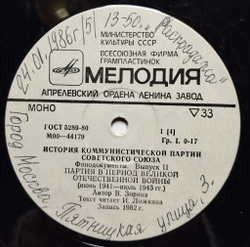 24.01.1986г/5/ 13-50. "Распродажа"
МИНИСТЕРСТВО
КУЛЬТУРЫ СССР
ВСЕСОЮЗНАЯ ФИРМА
ГРАМПЛАСТИНОК
МЕЛОДИЯ
АПРЕЛЕВСКИЙ ОРДЕНА ЛЕНИНА ЗАВОД
МОНО
33
ГОСТ 5289-80
М00—44179
1 [4]
Гр. 1. 0-17
ИСТОРИЯ КОММУНИСТИЧЕСКОЙ ПАРТИИ
СОВЕТСКОГО СОЮЗА
Фонодокументы. Выпуск II
ПАРТИЯ В ПЕРИОД ВЕЛИКОЙ
ОТЕЧЕСТВЕННОЙ ВОЙНЫ
(июнь 1941—июль 1943 гг.)
Автор В. Зорина
Текст читает И. Ложкина
Запись 1982 г.
Город Москва,
Пятницкая улица, 3.